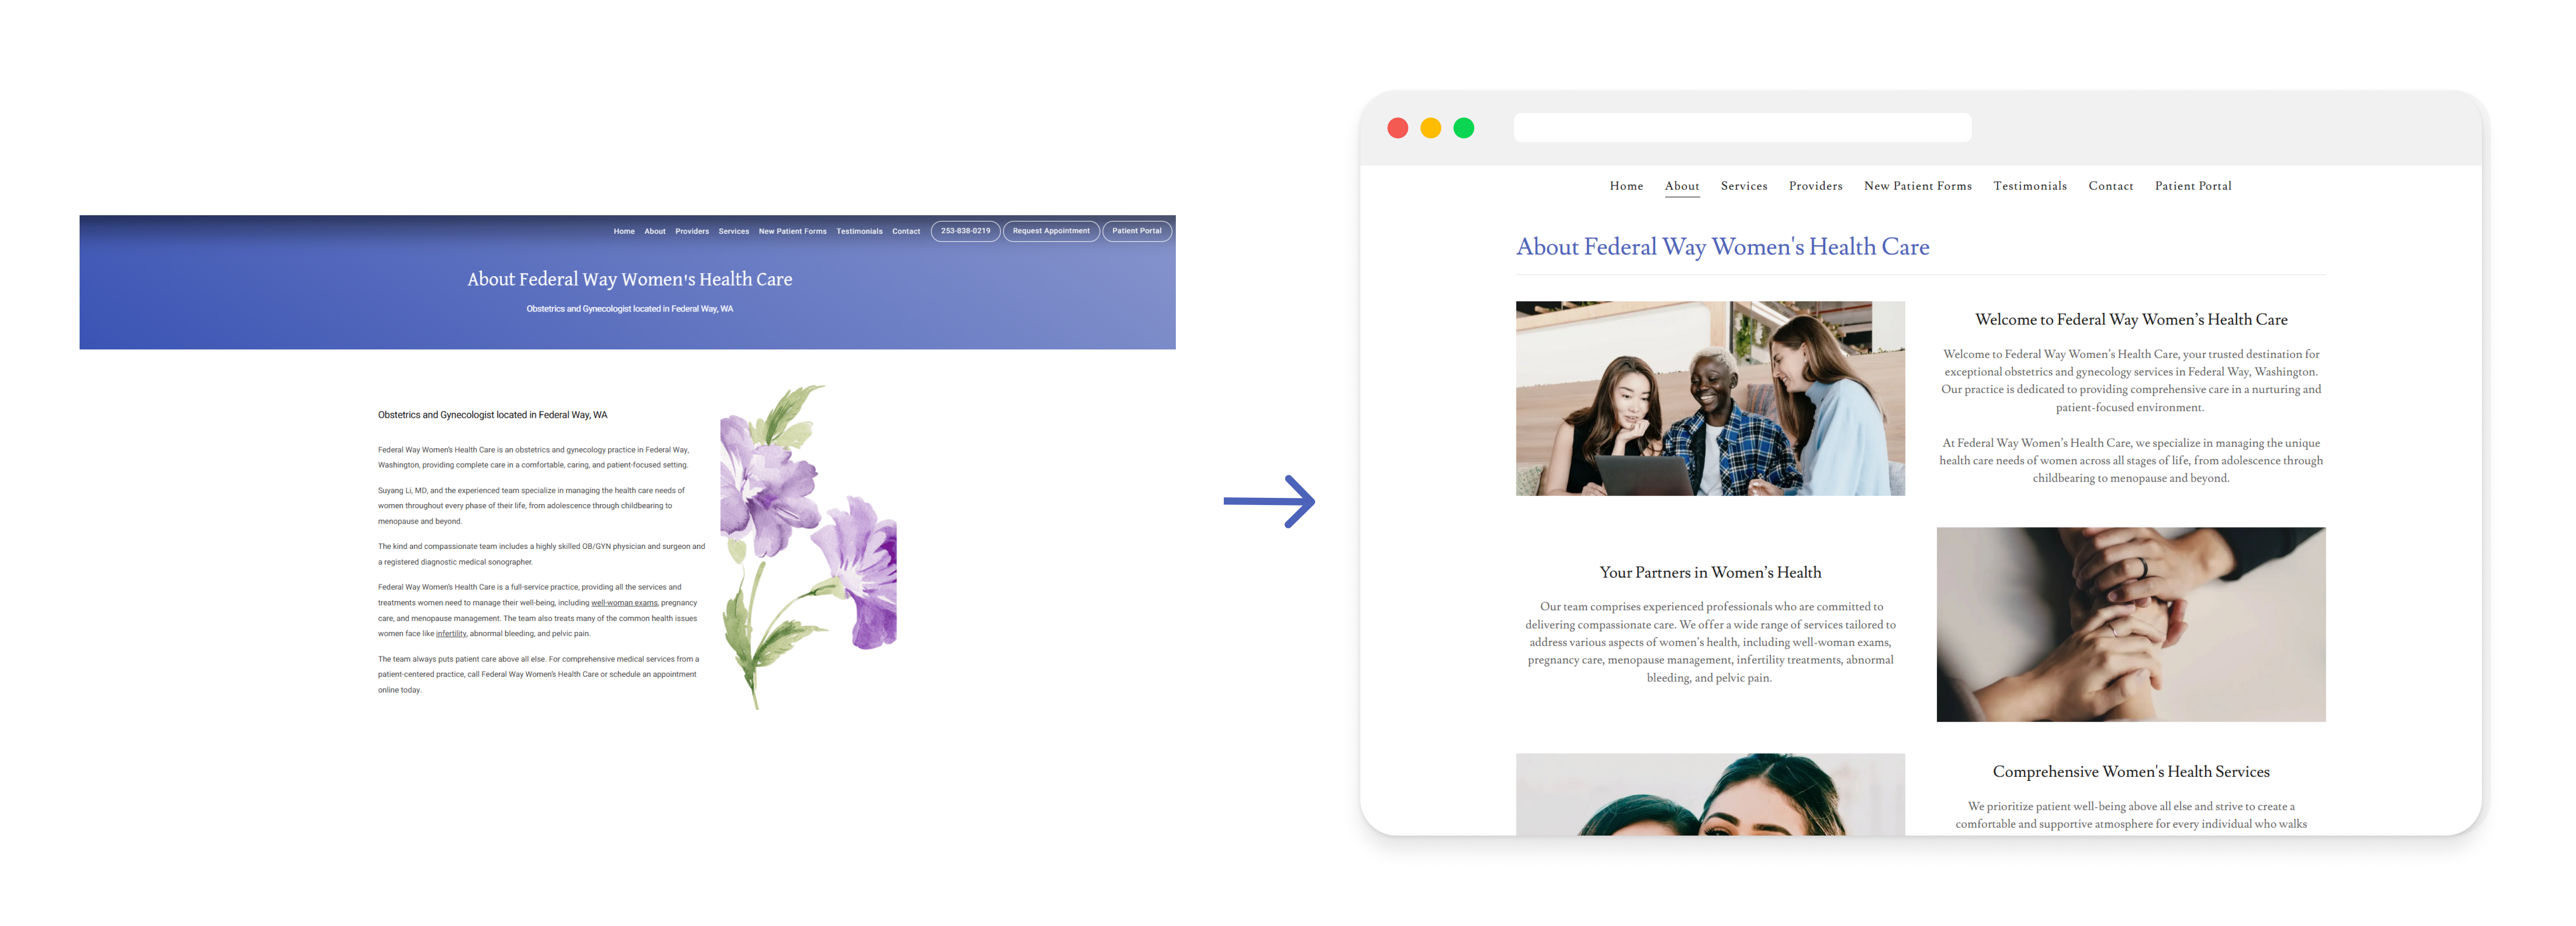 Home About Providers Services New Patient Forms Testimonials Contact 253-838-0219 Request Appointment Patient Portal
About Federal Way Women's Health Care
Obstetrics and Gynecologist located in Federal Way, WA
Obstetrics and Gynecologist located in Federal Way, WA
Federal Way Women's Health Care is an obstetrics and gynecology practice in Federal Way,
Washington, providing complete care in a comfortable, caring, and patient-focused setting.
Suyang Li, MD, and the experienced team specialize in managing the health care needs of
women throughout every phase of their life, from adolescence through childbearing to
menopause and beyond.
The kind and compassionate team includes a highly skilled OB/GYN physician and surgeon and
a registered diagnostic medical sonographer.
Federal Way Women's Health Care is a full-service practice, providing all the services and
treatments women need to manage their well-being, including well-woman exams, pregnancy
care, and menopause management. The team also treats many of the common health issues
women face like infertility, abnormal bleeding, and pelvic pain.
The team always puts patient care above all else. For comprehensive medical services from a
patient-centered practice, call Federal Way Women's Health Care or schedule an appointment
online today.
Home About Services Providers New Patient Forms Testimonials Contact Patient Portal
About Federal Way Women's Health Care
Welcome to Federal Way Women’s Health Care
Welcome to Federal Way Women’s Health Care, your trusted destination for
exceptional obstetrics and gynecology services in Federal Way, Washington.
Our practice is dedicated to providing comprehensive care in a nurturing and
patient-focused environment.
At Federal Way Women’s Health Care, we specialize in managing the unique
health care needs of women across all stages of life, from adolescence through
childbearing to menopause and beyond.
Your Partners in Women’s Health
Our team comprises experienced professionals who are committed to
delivering compassionate care. We offer a wide range of services tailored to
address various aspects of women’s health, including well-woman exams,
pregnancy care, menopause management, infertility treatments, abnormal
bleeding, and pelvic pain.
Comprehensive Women's Health Services
We prioritize patient well-being above all else and strive to create a
comfortable and supportive atmosphere for every individual who walks